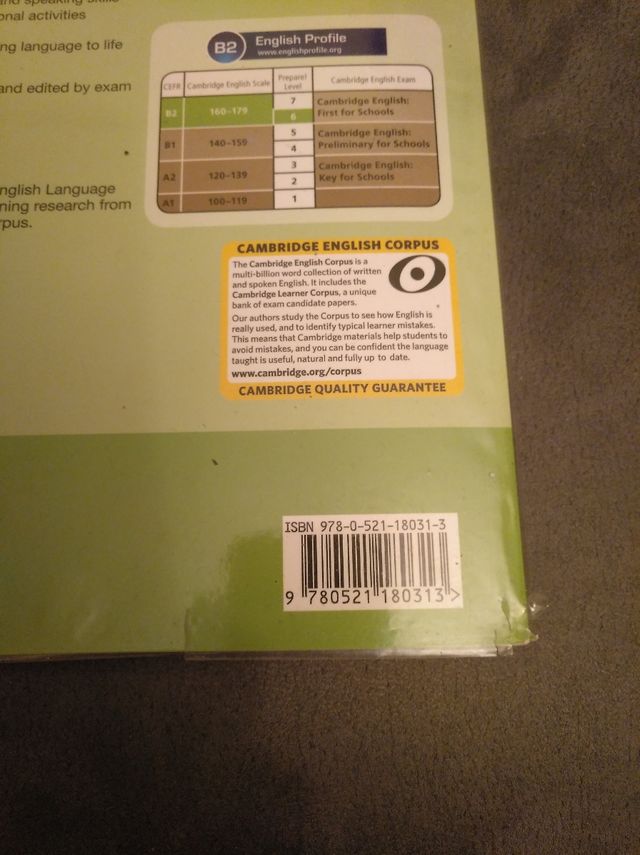 and speaking skills
onal activities
ng language to life
and edited by exam
nglish Language
ning research from
rpus.
B2 English Profile
www.englishprofile.org
CEFR Cambridge English Scale Prepare! Level Cambridge English Exam
B2 160–179 7 6 Cambridge English: First for Schools
B1 140–159 5 4 Cambridge English: Preliminary for Schools
A2 120–139 3 2 Cambridge English: Key for Schools
A1 100–119 1
CAMBRIDGE ENGLISH CORPUS
The Cambridge English Corpus is a
multi-billion word collection of written
and spoken English. It includes the
Cambridge Learner Corpus, a unique
bank of exam candidate papers.
Our authors study the Corpus to see how English is
really used, and to identify typical learner mistakes.
This means that Cambridge materials help students to
avoid mistakes, and you can be confident the language
taught is useful, natural and fully up to date.
www.cambridge.org/corpus
CAMBRIDGE QUALITY GUARANTEE
ISBN 978-0-521-18031-3
9 780521 180313 >